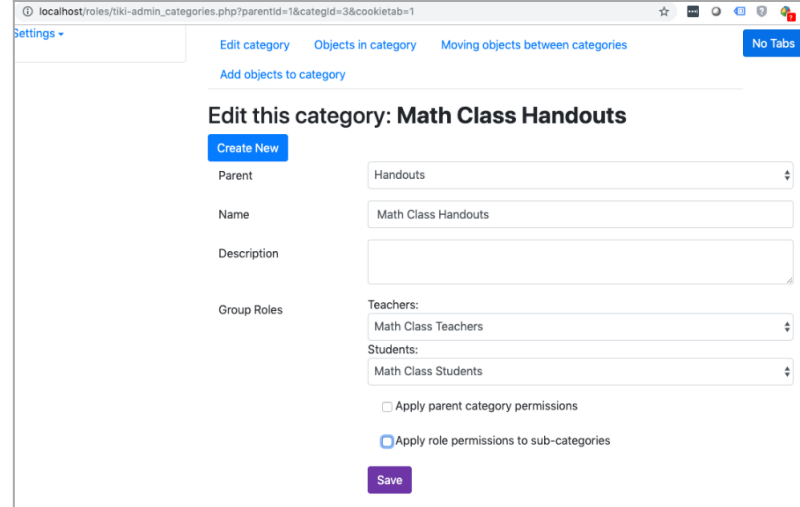 localhost/roles/tiki-admin_categories.php?parentId=1&categId=3&cookietab=1
Settings
Edit category Objects in category Moving objects between categories
No Tabs
Add objects to category
Edit this category: Math Class Handouts
Create New
Parent Handouts
Name Math Class Handouts
Description
Group Roles Teachers:
Math Class Teachers
Students:
Math Class Students
Apply parent category permissions
Apply role permissions to sub-categories
Save